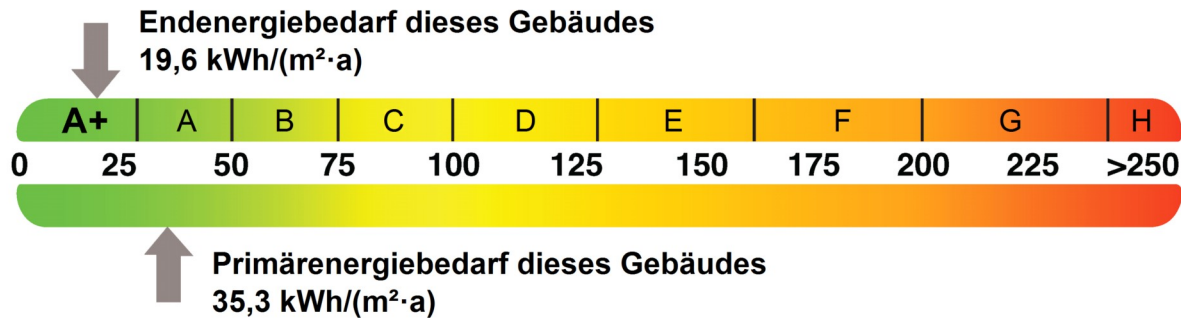 Endenergiebedarf dieses Gebäudes
19,6 kWh/(m²·a)
A+ A B C D E F G H
0 25 50 75 100 125 150 175 200 225 >250
Primärenergiebedarf dieses Gebäudes
35,3 kWh/(m²·a)